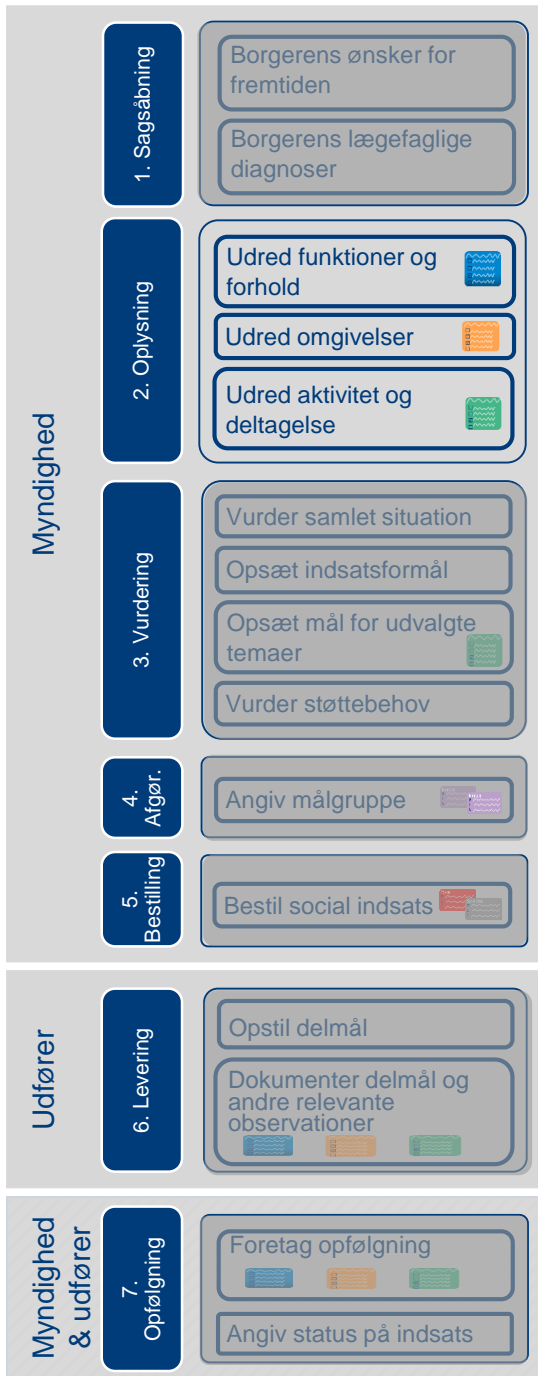 Myndighed
1. Sagsåbning
Borgerens ønsker for
fremtiden
Borgerens lægefaglige
diagnoser
2. Oplysning
Udred funktioner og
forhold
Udred omgivelser
Udred aktivitet og
deltagelse
3. Vurdering
Vurder samlet situation
Opsæt indsatsformål
Opsæt mål for udvalgte
temaer
Vurder støttebehov
4.
Afgør.
Angiv målgruppe
5.
Bestilling
Bestil social indsats
Udfører
6. Levering
Opstil delmål
Dokumenter delmål og
andre relevante
observationer
Myndighed
& udfører
7.
Opfølgning
Foretag opfølgning
Angiv status på indsats